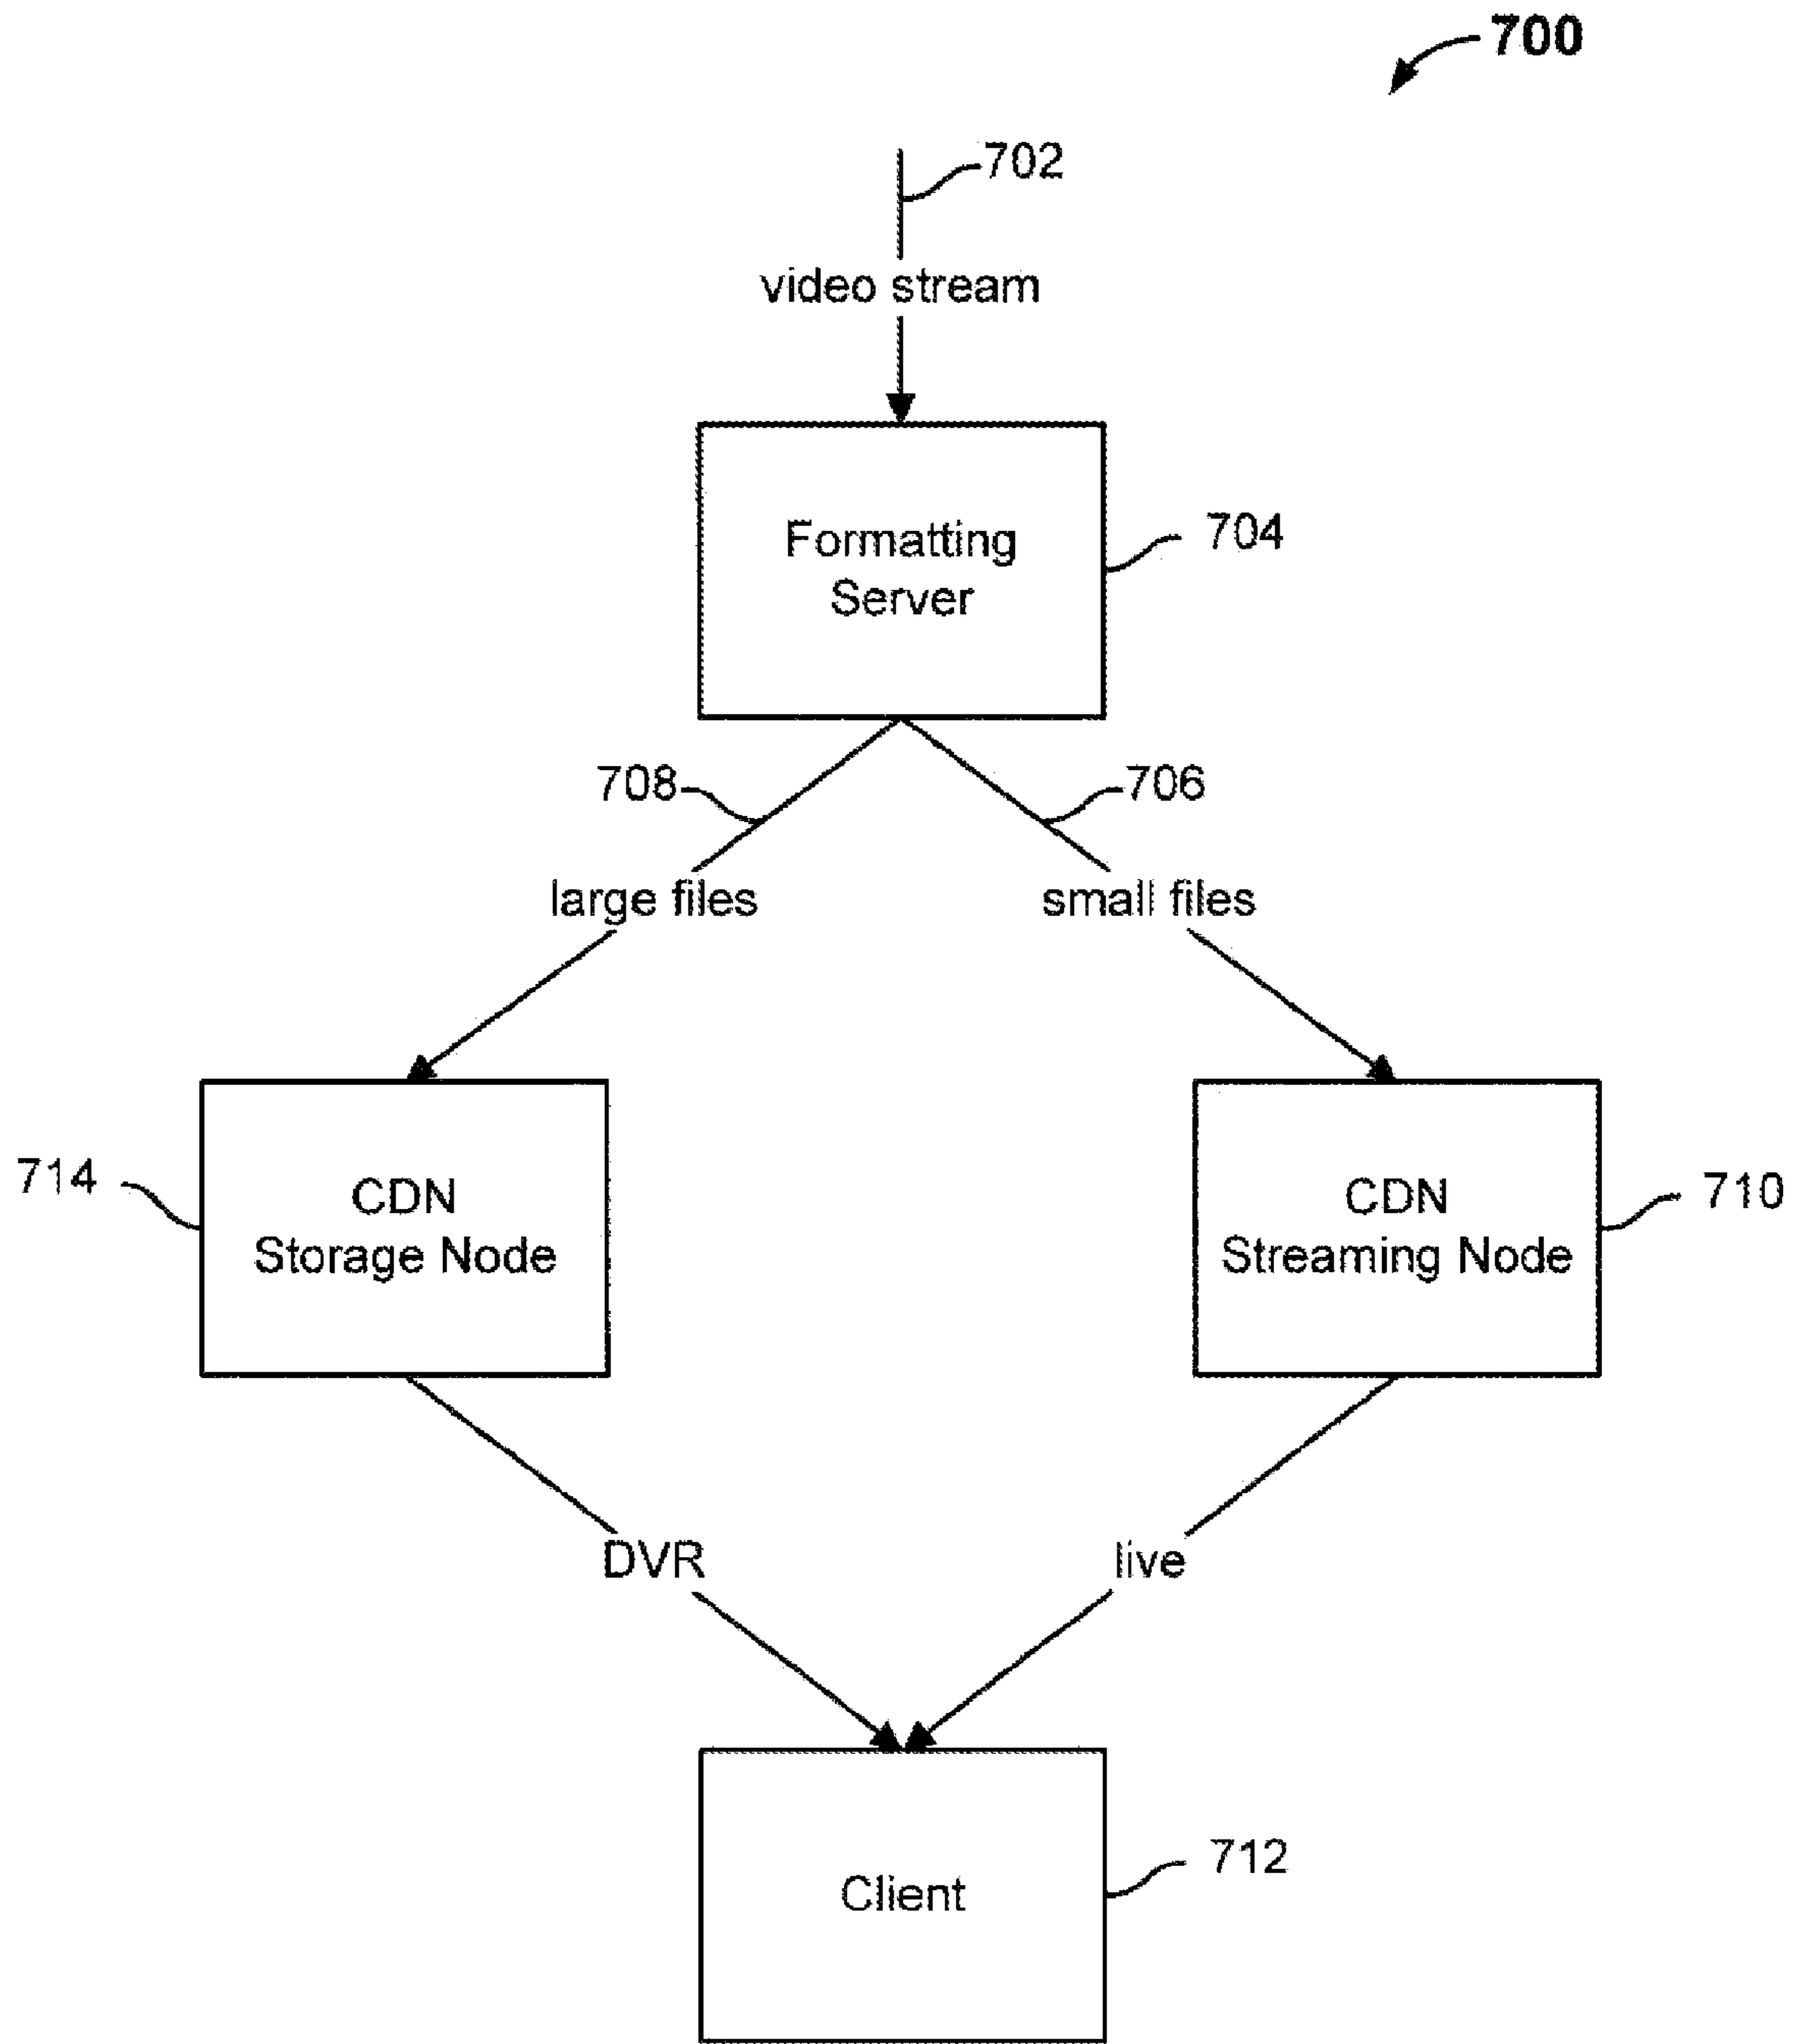 700
702
video stream
Formatting
Server
704
708
706
large files
small files
714
CDN
Storage Node
CDN
Streaming Node
710
DVR
live
Client
712